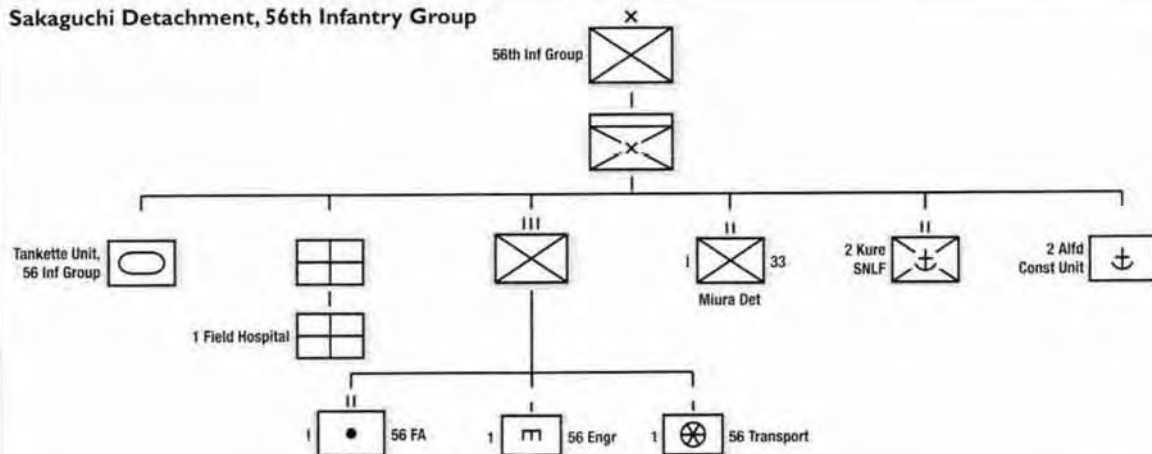 Sakaguchi Detachment, 56th Infantry Group
X
56th Inf Group
I
X
III
II
II
Tankette Unit,
56 Inf Group
I
33
2 Kure
SNLF
2 Alfd
Const Unit
Miura Det
1 Field Hospital
II
I
I
I
56 FA
1
56 Engr
1
56 Transport